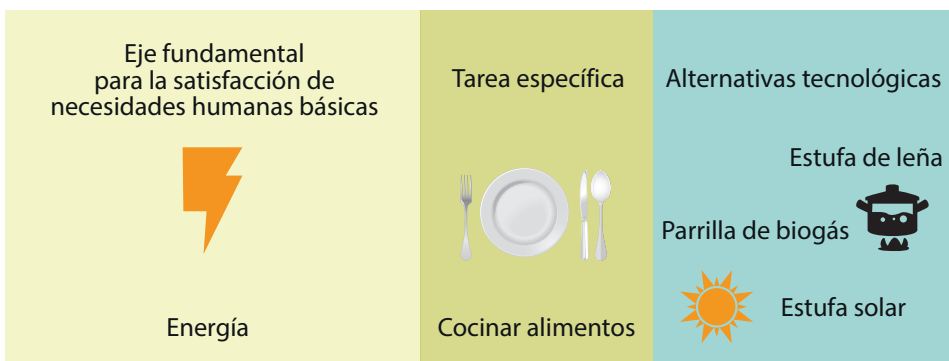 Eje fundamental
para la satisfacción de
necesidades humanas básicas
Energía
Tarea específica
Cocinar alimentos
Alternativas tecnológicas
Estufa de leña
Parrilla de biogás
Estufa solar